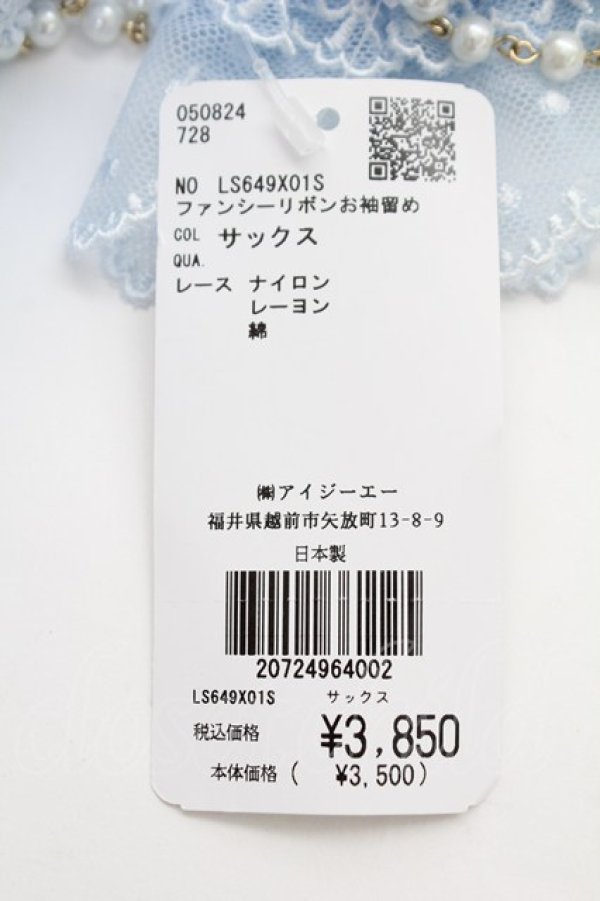 050824
728
NO LS649X01S
ファンシーリボンお袖留め
COL サックス
QUA.
レース ナイロン
レーヨン
綿
㈱アイジーエー
福井県越前市矢放町13-8-9
日本製
20724964002
LS649X01S サックス
税込価格 ¥3,850
本体価格( ¥3,500)